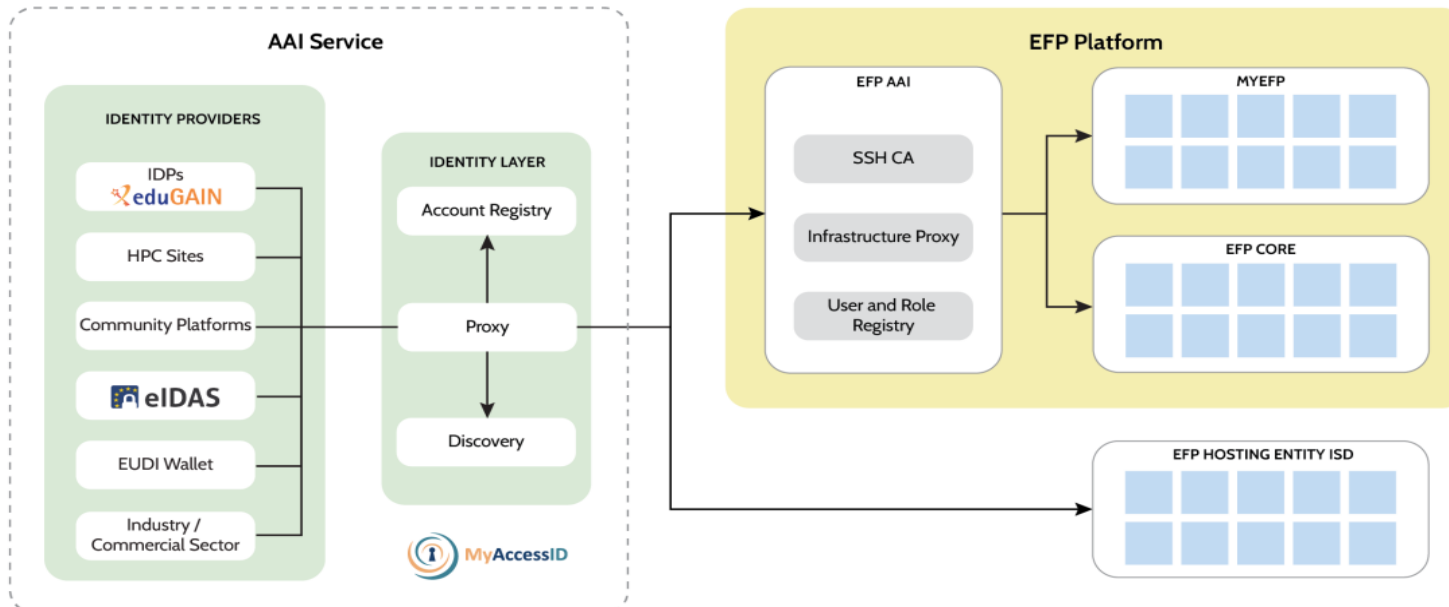 AAI Service
IDENTITY PROVIDERS
IDPs
eduGAIN
HPC Sites
Community Platforms
eIDAS
EUDI Wallet
Industry /
Commercial Sector
IDENTITY LAYER
Account Registry
Proxy
Discovery
MyAccessID
EFP Platform
EFP AAI
SSH CA
Infrastructure Proxy
User and Role
Registry
MYEFP
EFP CORE
EFP HOSTING ENTITY ISD